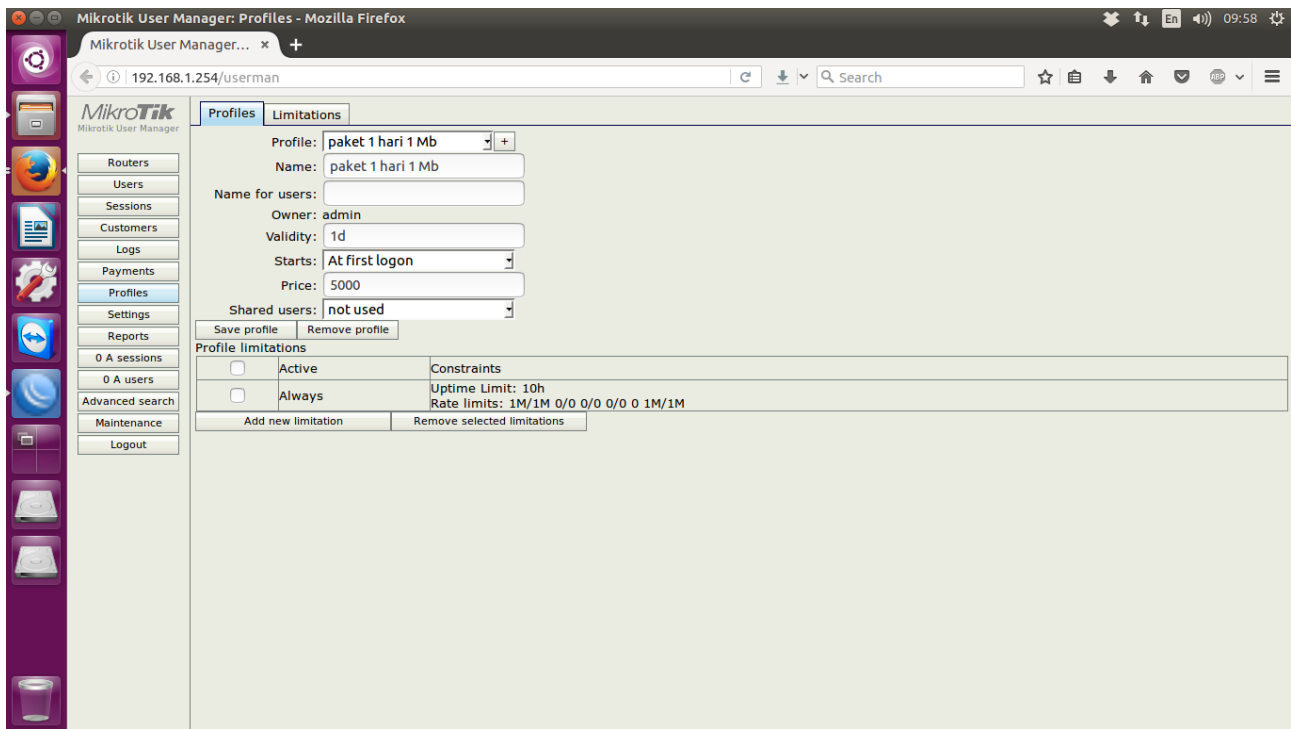 Mikrotik User Manager: Profiles - Mozilla Firefox
En
09:58
Mikrotik User Manager... × +
192.168.1.254/userman
Search
ABP
MikroTik
Mikrotik User Manager
Routers
Users
Sessions
Customers
Logs
Payments
Profiles
Settings
Reports
0 A sessions
0 A users
Advanced search
Maintenance
Logout
Profiles Limitations
Profile: paket 1 hari 1 Mb +
Name: paket 1 hari 1 Mb
Name for users:
Owner: admin
Validity: 1d
Starts: At first logon
Price: 5000
Shared users: not used
Save profile Remove profile
Profile limitations
Active Constraints
Always Uptime Limit: 10h
Rate limits: 1M/1M 0/0 0/0 0/0 0 1M/1M
Add new limitation Remove selected limitations